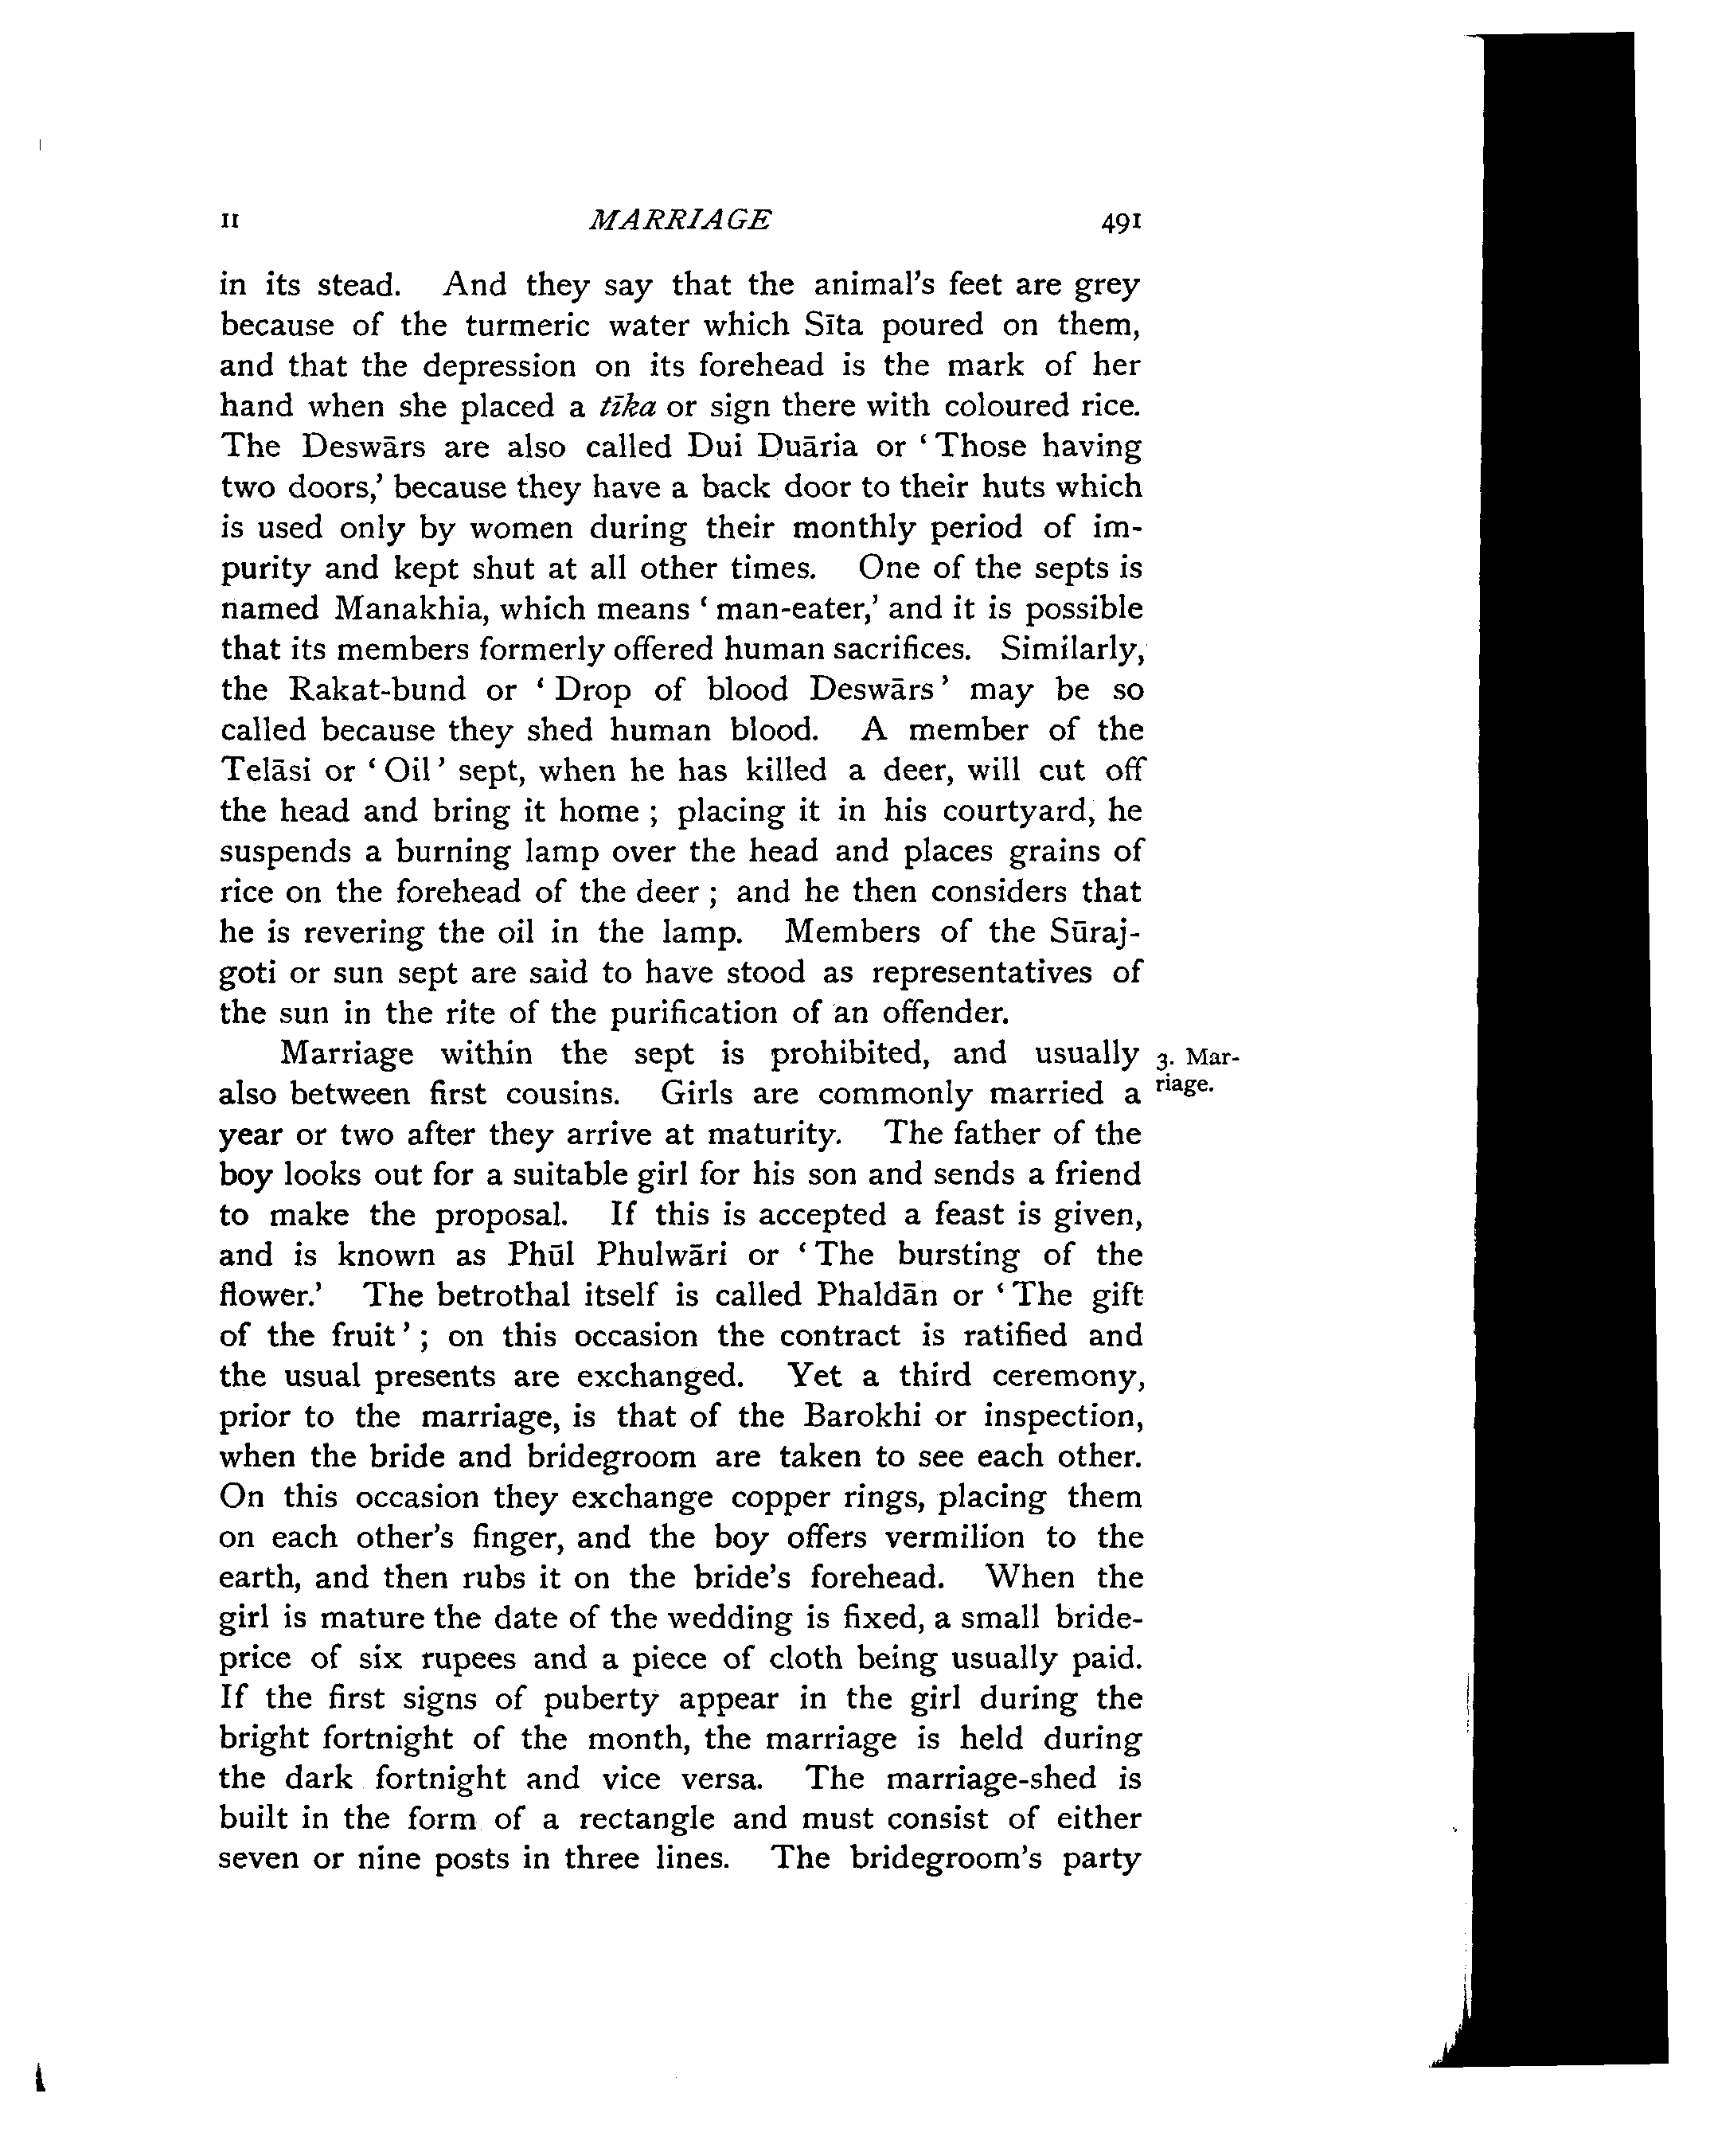 II MARRIAGE 491
in its stead. And they say that the animal's feet are grey
because of the turmeric water which Sīta poured on them,
and that the depression on its forehead is the mark of her
hand when she placed a tīka or sign there with coloured rice.
The Deswārs are also called Dui Duāria or ‘Those having
two doors,’ because they have a back door to their huts which
is used only by women during their monthly period of im-
purity and kept shut at all other times. One of the septs is
named Manakhia, which means ‘man-eater,’ and it is possible
that its members formerly offered human sacrifices. Similarly,
the Rakat-bund or ‘Drop of blood Deswārs’ may be so
called because they shed human blood. A member of the
Telāsi or ‘Oil’ sept, when he has killed a deer, will cut off
the head and bring it home; placing it in his courtyard, he
suspends a burning lamp over the head and places grains of
rice on the forehead of the deer; and he then considers that
he is revering the oil in the lamp. Members of the Sūraj-
goti or sun sept are said to have stood as representatives of
the sun in the rite of the purification of an offender.
Marriage within the sept is prohibited, and usually
3. Mar-
riage.
also between first cousins. Girls are commonly married a
year or two after they arrive at maturity. The father of the
boy looks out for a suitable girl for his son and sends a friend
to make the proposal. If this is accepted a feast is given,
and is known as Phūl Phulwāri or ‘The bursting of the
flower.’ The betrothal itself is called Phaldān or ‘The gift
of the fruit’; on this occasion the contract is ratified and
the usual presents are exchanged. Yet a third ceremony,
prior to the marriage, is that of the Barokhi or inspection,
when the bride and bridegroom are taken to see each other.
On this occasion they exchange copper rings, placing them
on each other's finger, and the boy offers vermilion to the
earth, and then rubs it on the bride's forehead. When the
girl is mature the date of the wedding is fixed, a small bride-
price of six rupees and a piece of cloth being usually paid.
If the first signs of puberty appear in the girl during the
bright fortnight of the month, the marriage is held during
the dark fortnight and vice versa. The marriage-shed is
built in the form of a rectangle and must consist of either
seven or nine posts in three lines. The bridegroom's party